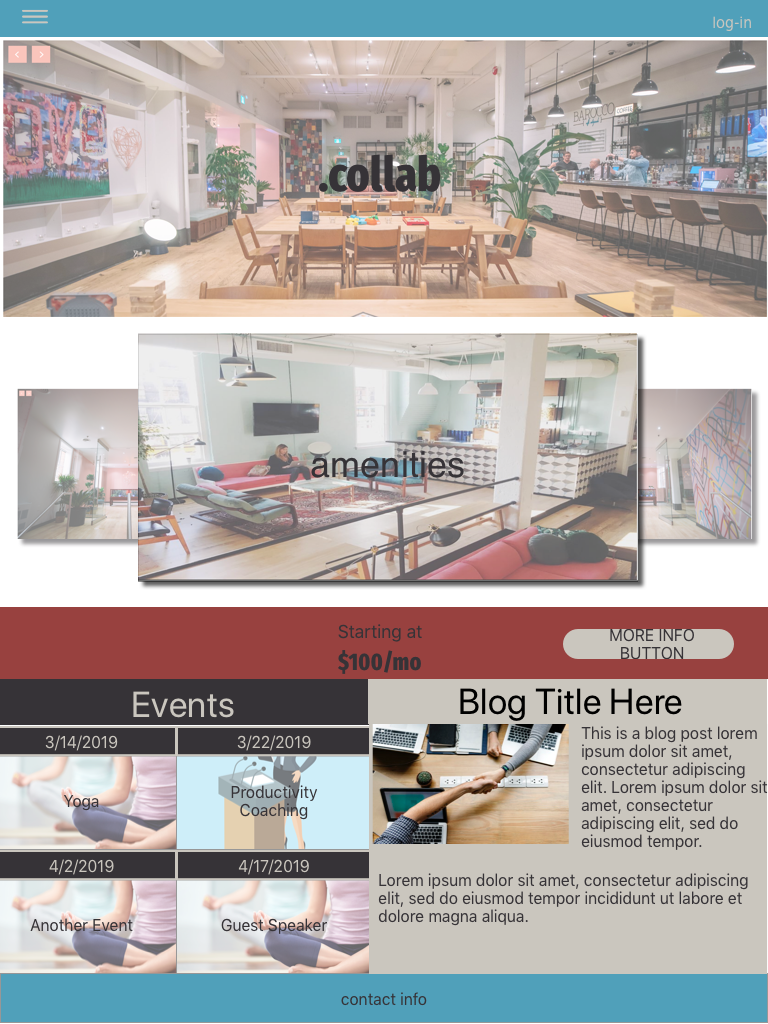 log-in
BAROCCO
COFFEE
.collab
amenities
Starting at
$100/mo
MORE INFO
BUTTON
Events
3/14/2019
3/22/2019
Yoga
Productivity
Coaching
4/2/2019
4/17/2019
Another Event
Guest Speaker
Blog Title Here
This is a blog post lorem
ipsum dolor sit amet,
consectetur adipiscing
elit. Lorem ipsum dolor sit
amet, consectetur
adipiscing elit, sed do
eiusmod tempor.
Lorem ipsum dolor sit amet, consectetur adipiscing
elit, sed do eiusmod tempor incididunt ut labore et
dolore magna aliqua.
contact info